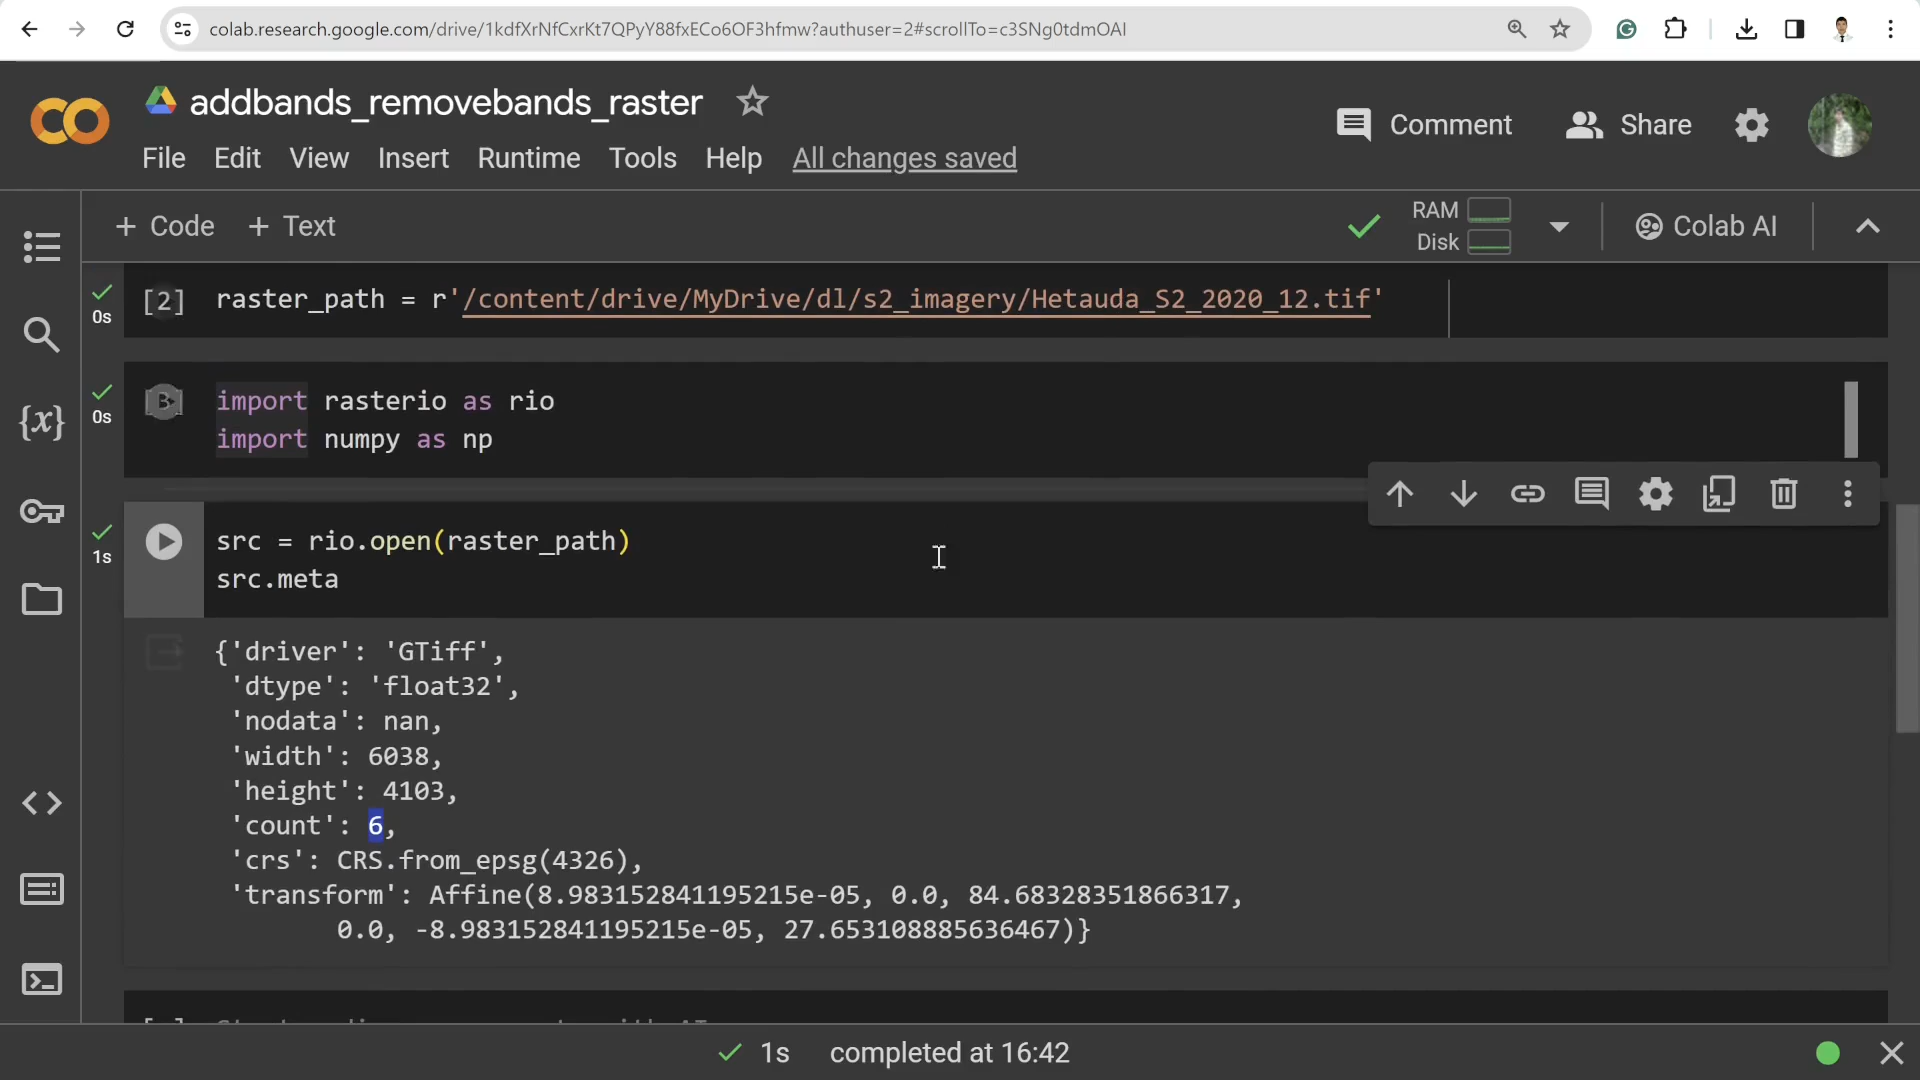 colab.research.google.com/drive/1kdfXrNfCxrKt7QPyY88fxECo6OF3hfmw?authuser=2#scrollTo=c3SNg0tdmOAI
addbands_removebands_raster
Comment
Share
File Edit View Insert Runtime Tools Help All changes saved
+ Code + Text
RAM
Disk
Colab AI
0s
[2] raster_path = r'/content/drive/MyDrive/dl/s2_imagery/Hetauda_S2_2020_12.tif'
{x}
0s
import rasterio as rio
import numpy as np
1s
src = rio.open(raster_path)
src.meta
{'driver': 'GTiff',
'dtype': 'float32',
'nodata': nan,
'width': 6038,
'height': 4103,
'count': 6,
'crs': CRS.from_epsg(4326),
'transform': Affine(8.983152841195215e-05, 0.0, 84.68328351866317,
0.0, -8.983152841195215e-05, 27.653108885636467)}
1s completed at 16:42